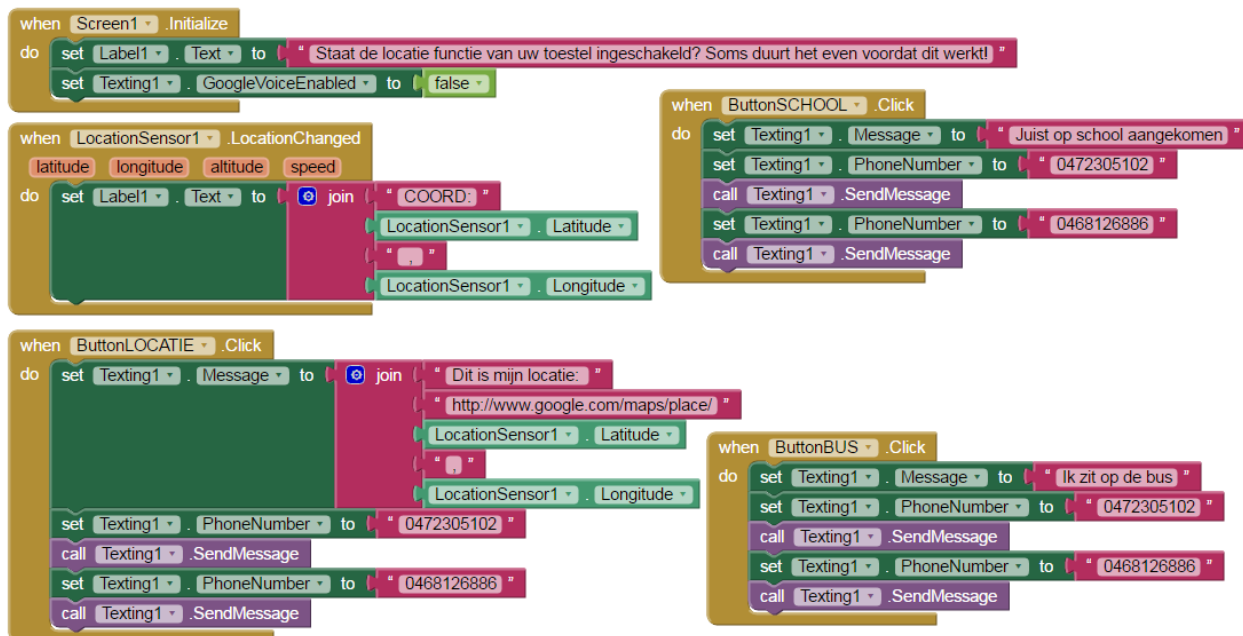 when Screen1 .Initialize
do set Label1 . Text to " Staat de locatie functie van uw toestel ingeschakeld? Soms duurt het even voordat dit werkt! "
set Texting1 . GoogleVoiceEnabled to false
when LocationSensor1 .LocationChanged
latitude longitude altitude speed
do set Label1 . Text to join " COORD: "
LocationSensor1 . Latitude
" , "
LocationSensor1 . Longitude
when ButtonSCHOOL .Click
do set Texting1 . Message to " Juist op school aangekomen "
set Texting1 . PhoneNumber to " 0472305102 "
call Texting1 .SendMessage
set Texting1 . PhoneNumber to " 0468126886 "
call Texting1 .SendMessage
when ButtonLOCATIE .Click
do set Texting1 . Message to join " Dit is mijn locatie: "
" http://www.google.com/maps/place/ "
LocationSensor1 . Latitude
" , "
LocationSensor1 . Longitude
set Texting1 . PhoneNumber to " 0472305102 "
call Texting1 .SendMessage
set Texting1 . PhoneNumber to " 0468126886 "
call Texting1 .SendMessage
when ButtonBUS .Click
do set Texting1 . Message to " Ik zit op de bus "
set Texting1 . PhoneNumber to " 0472305102 "
call Texting1 .SendMessage
set Texting1 . PhoneNumber to " 0468126886 "
call Texting1 .SendMessage